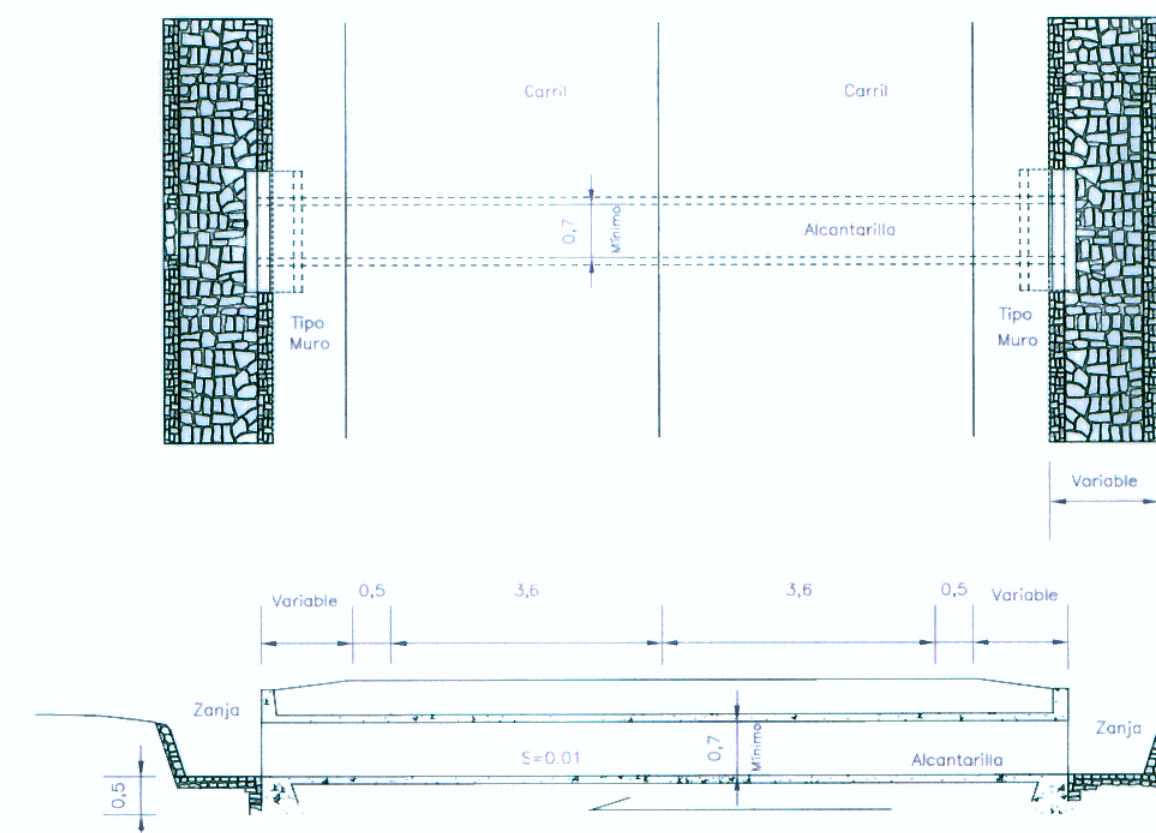 Carril
Carril
0,7
Mínimo
Alcantarilla
Tipo
Muro
Tipo
Muro
Variable
Variable
0,5
3,6
3,6
0,5
Variable
Zanja
Zanja
S=0.01
0,7
Mínimo
Alcantarilla
0,5